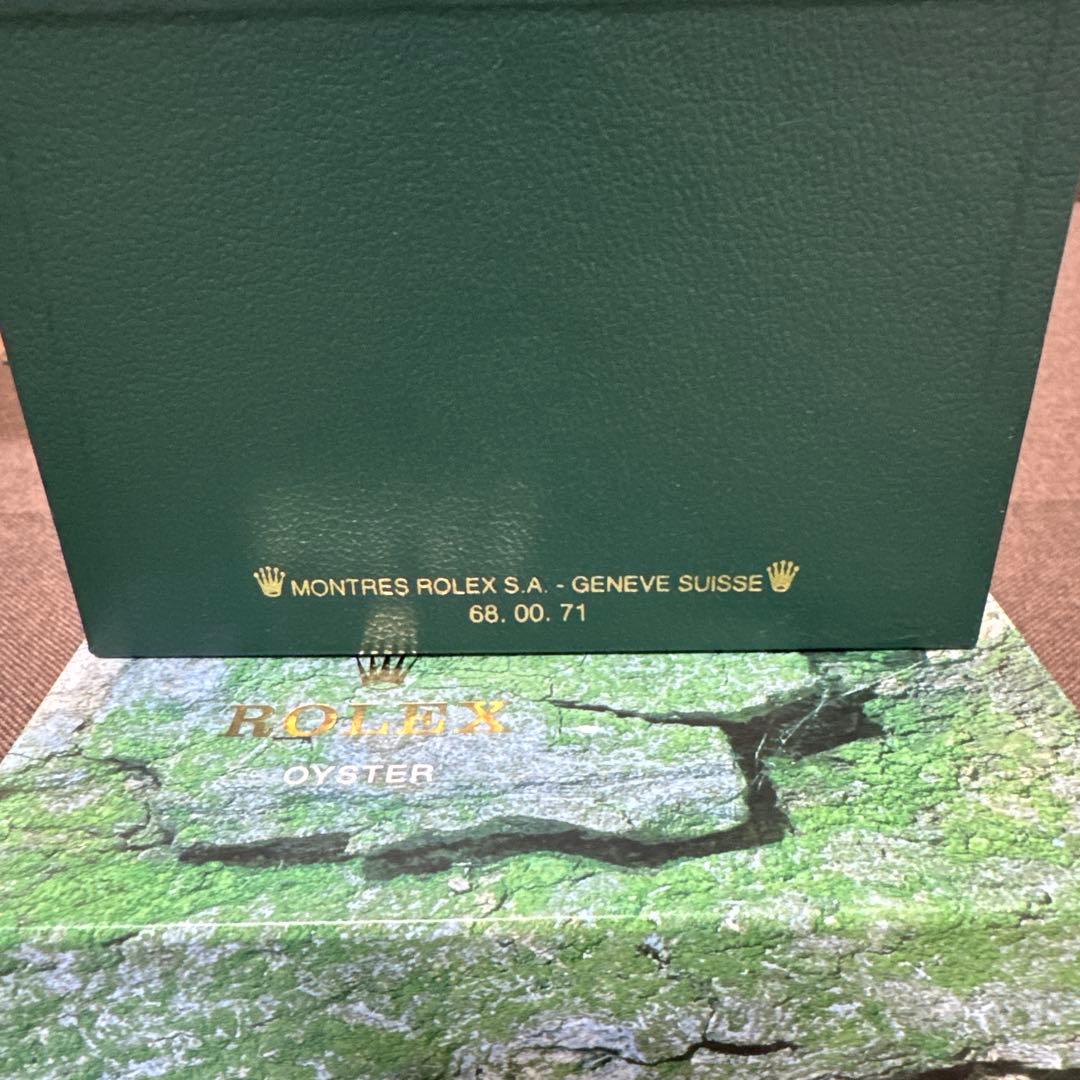 MONTRES ROLEX S.A. - GENEVE SUISSE
68. 00. 71
ROLEX
OYSTER